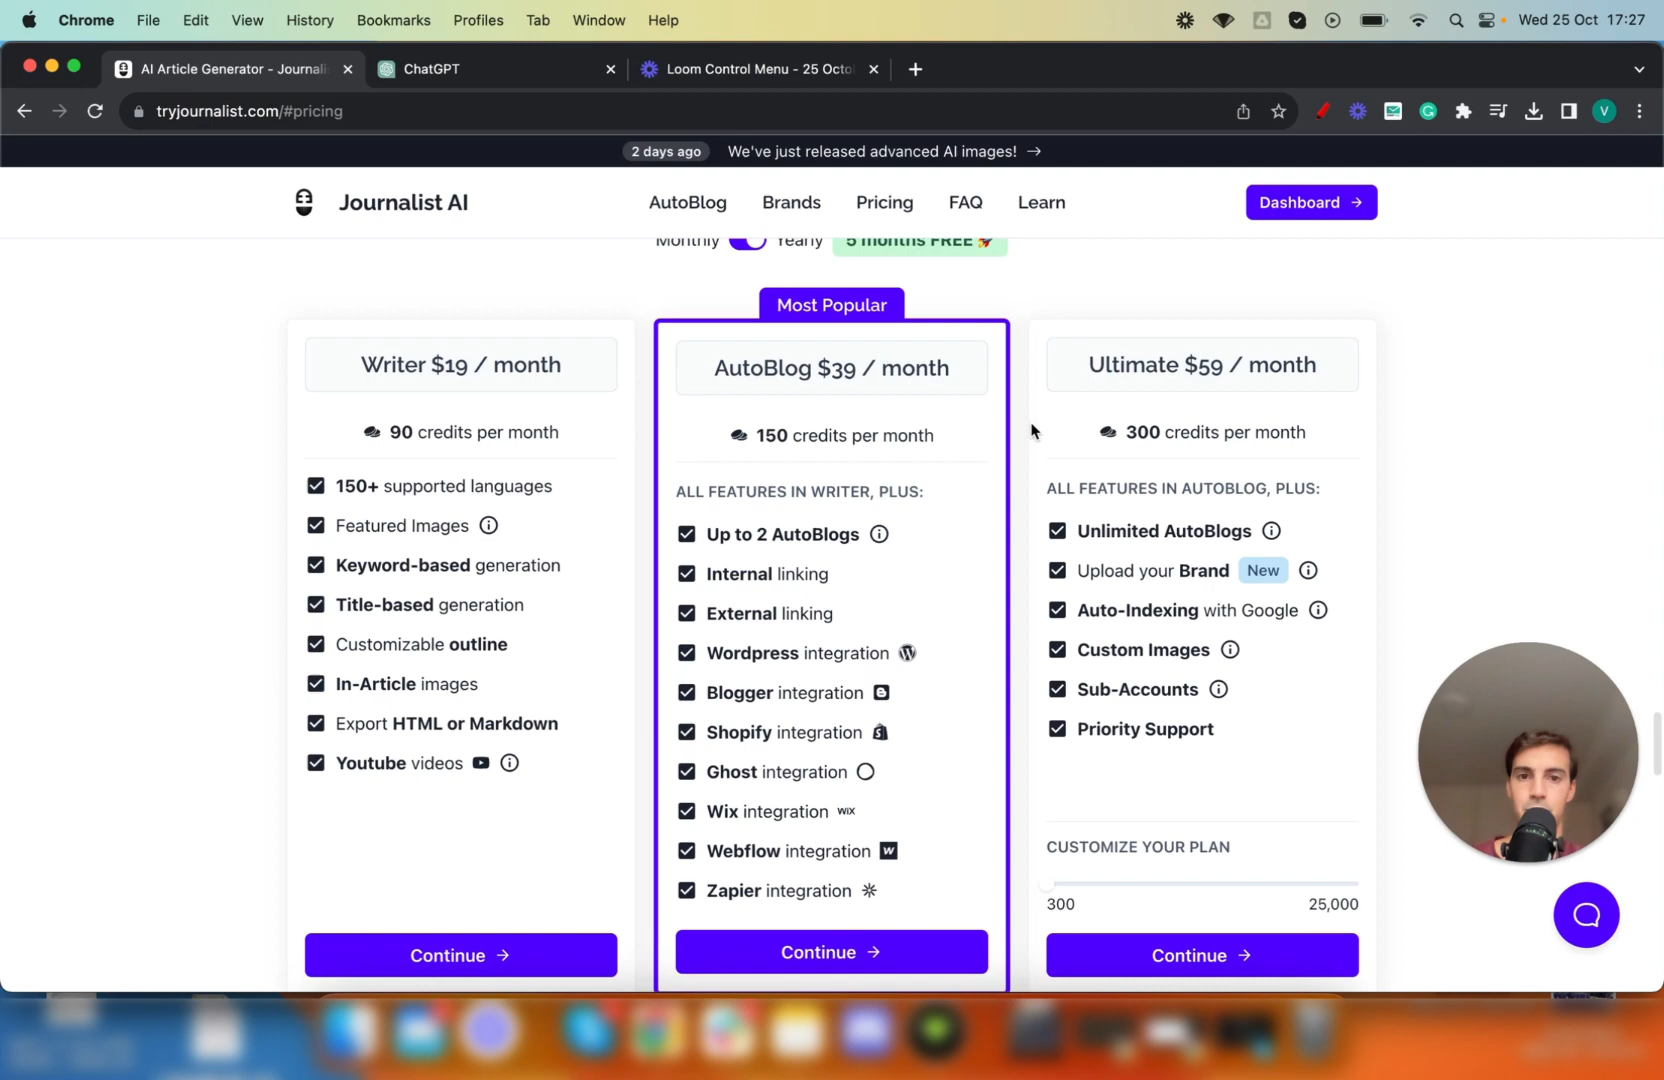 Chrome File Edit View History Bookmarks Profiles Tab Window Help Wed 25 Oct 17:27
AI Article Generator - Journali ChatGPT Loom Control Menu - 25 Octo
tryjournalist.com/#pricing V
2 days ago We've just released advanced AI images! →
Journalist AI AutoBlog Brands Pricing FAQ Learn Dashboard →
Monthly Yearly 5 months FREE 🚀
Most Popular
Writer $19 / month
90 credits per month
150+ supported languages
Featured Images
Keyword-based generation
Title-based generation
Customizable outline
In-Article images
Export HTML or Markdown
Youtube videos
Continue →
AutoBlog $39 / month
150 credits per month
ALL FEATURES IN WRITER, PLUS:
Up to 2 AutoBlogs
Internal linking
External linking
Wordpress integration
Blogger integration
Shopify integration
Ghost integration
Wix integration WIX
Webflow integration
Zapier integration
Continue →
Ultimate $59 / month
300 credits per month
ALL FEATURES IN AUTOBLOG, PLUS:
Unlimited AutoBlogs
Upload your Brand New
Auto-Indexing with Google
Custom Images
Sub-Accounts
Priority Support
CUSTOMIZE YOUR PLAN
300 25,000
Continue →